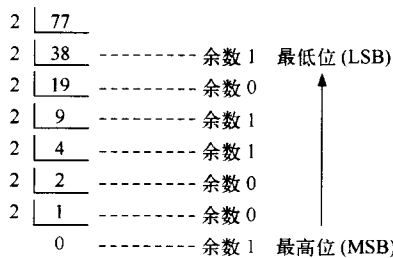 2 77
2 38 --------- 余数 1 最低位 (LSB)
2 19 --------- 余数 0
2 9 --------- 余数 1
2 4 --------- 余数 1
2 2 --------- 余数 0
2 1 --------- 余数 0
0 --------- 余数 1 最高位 (MSB)